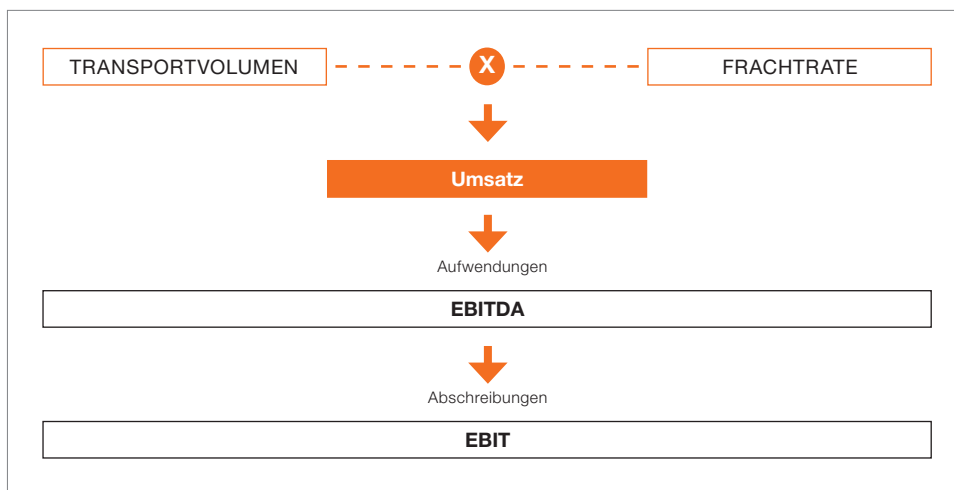 TRANSPORTVOLUMEN X FRACHTRATE
Umsatz
Aufwendungen
EBITDA
Abschreibungen
EBIT